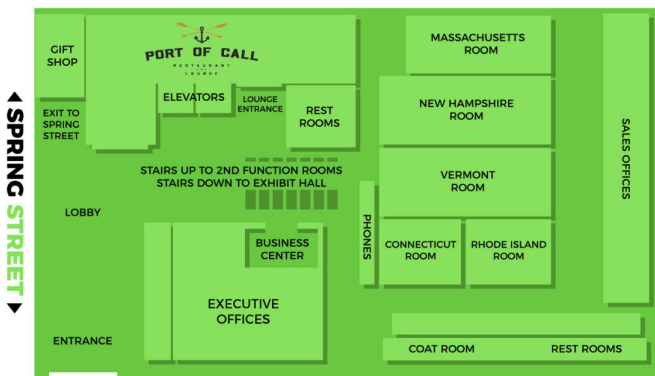 GIFT
SHOP
PORT OF CALL
RESTAURANT
LOUNGE
MASSACHUSETTS
ROOM
ELEVATORS
LOUNGE
ENTRANCE
REST
ROOMS
NEW HAMPSHIRE
ROOM
EXIT TO
SPRING
STREET
SALES OFFICES
SPRING STREET
STAIRS UP TO 2ND FUNCTION ROOMS
STAIRS DOWN TO EXHIBIT HALL
VERMONT
ROOM
LOBBY
PHONES
BUSINESS
CENTER
CONNECTICUT
ROOM
RHODE ISLAND
ROOM
EXECUTIVE
OFFICES
ENTRANCE
COAT ROOM
REST ROOMS